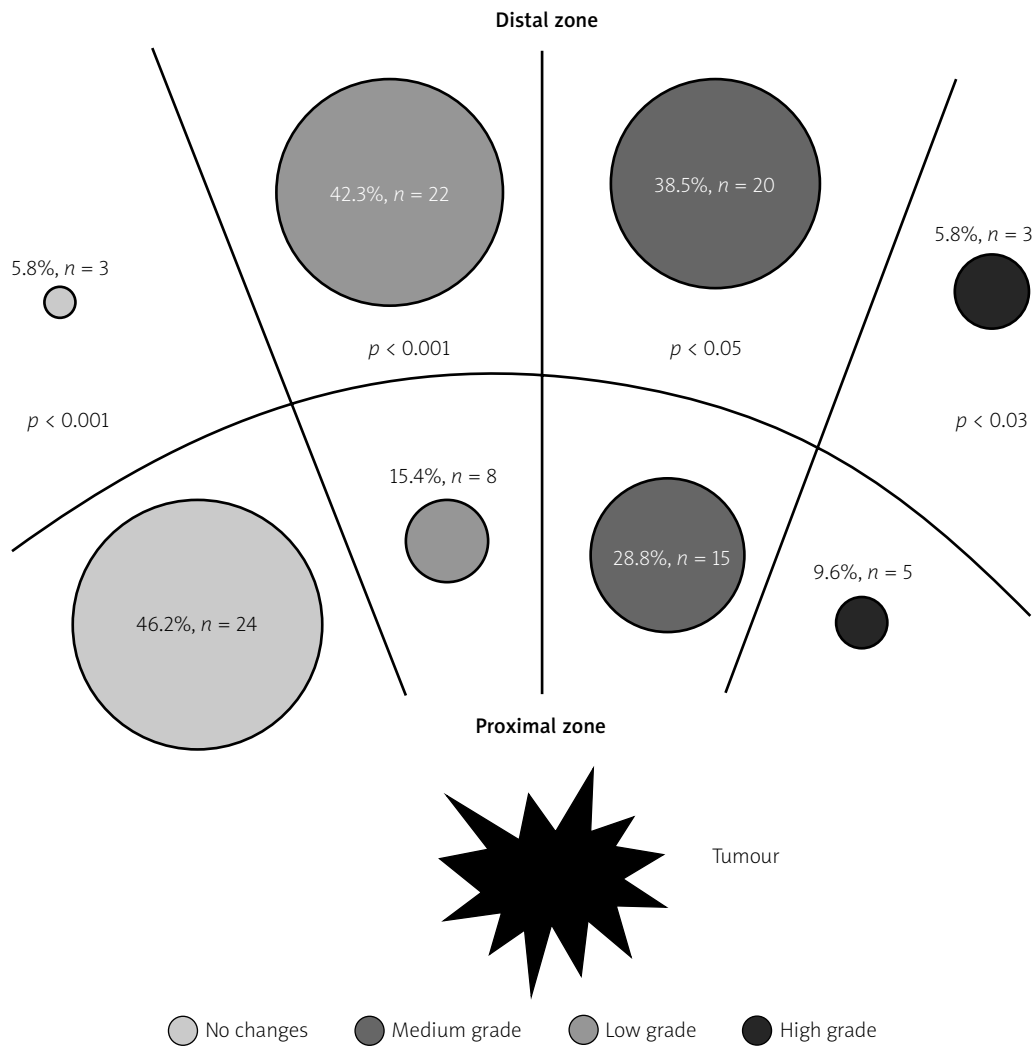 Distal zone
42.3%, n = 22
38.5%, n = 20
5.8%, n = 3
5.8%, n = 3
p < 0.001
p < 0.05
p < 0.001
p < 0.03
15.4%, n = 8
28.8%, n = 15
9.6%, n = 5
46.2%, n = 24
Proximal zone
Tumour
No changes Medium grade Low grade High grade